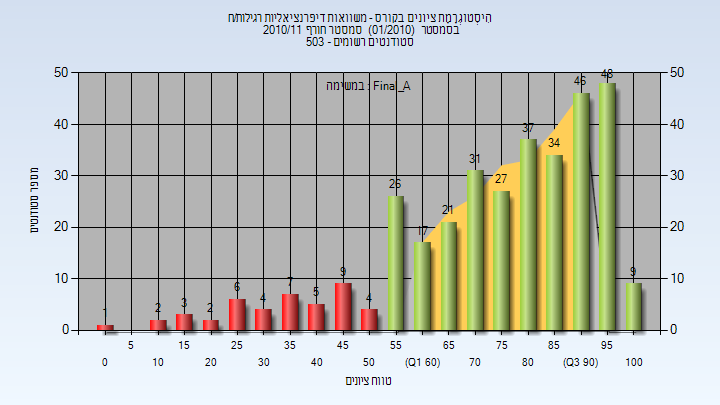 היסטוגרמת ציונים בקורס - משוואות דיפרנציאליות רגילות/ח
בסמסטר (01/2010) סמסטר חורף 2010/11
סטודנטים רשומים - 503
במשימה : Final_A
50 50
40 40
30 30
20 20
10 10
0 0
מספר סטודנטים
1 2 3 2 6 4 7 5 9 4 26 17 21 31 27 37 34 46 48 9
5 15 25 35 45 55 65 75 85 95
0 10 20 30 40 50 (Q1 60) 70 80 (Q3 90) 100
טווח ציונים